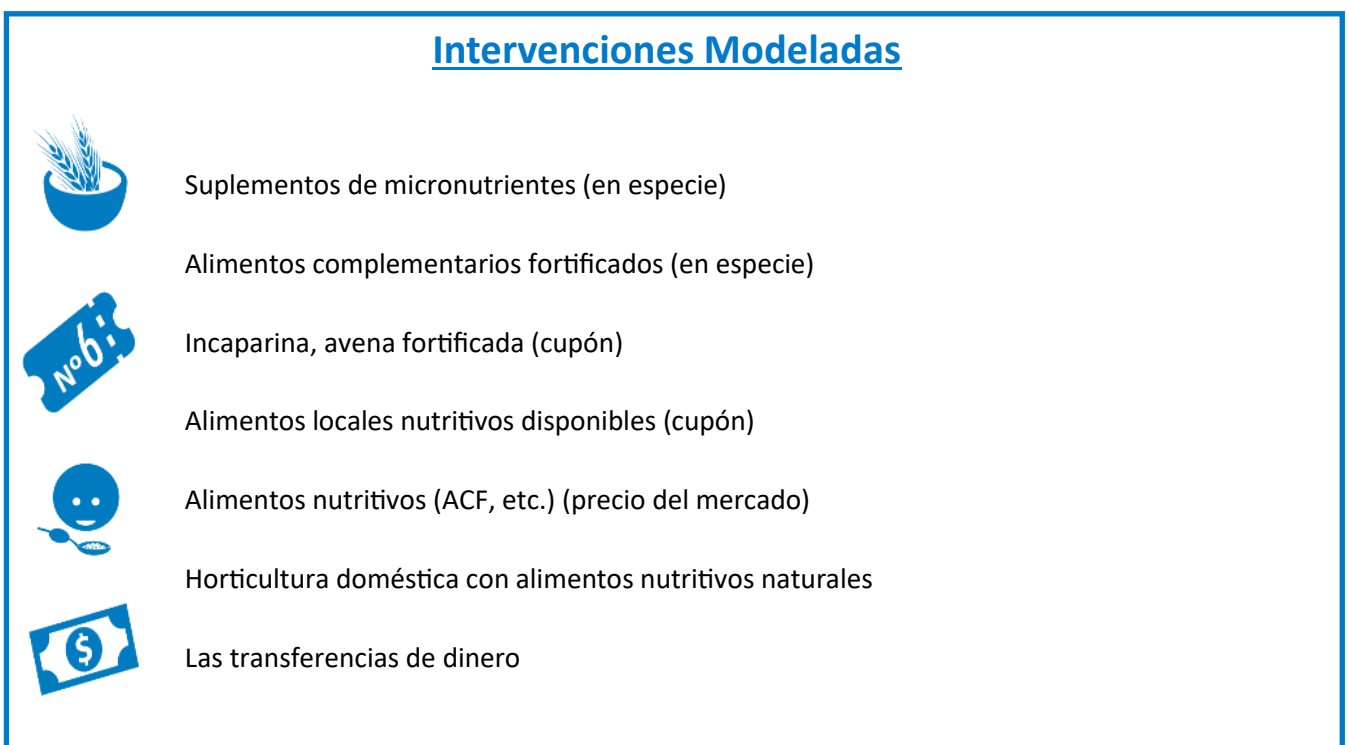 Intervenciones Modeladas
Suplementos de micronutrientes (en especie)
Alimentos complementarios fortificados (en especie)
Nº6
Incaparina, avena fortificada (cupón)
Alimentos locales nutritivos disponibles (cupón)
Alimentos nutritivos (ACF, etc.) (precio del mercado)
Horticultura doméstica con alimentos nutritivos naturales
$
Las transferencias de dinero